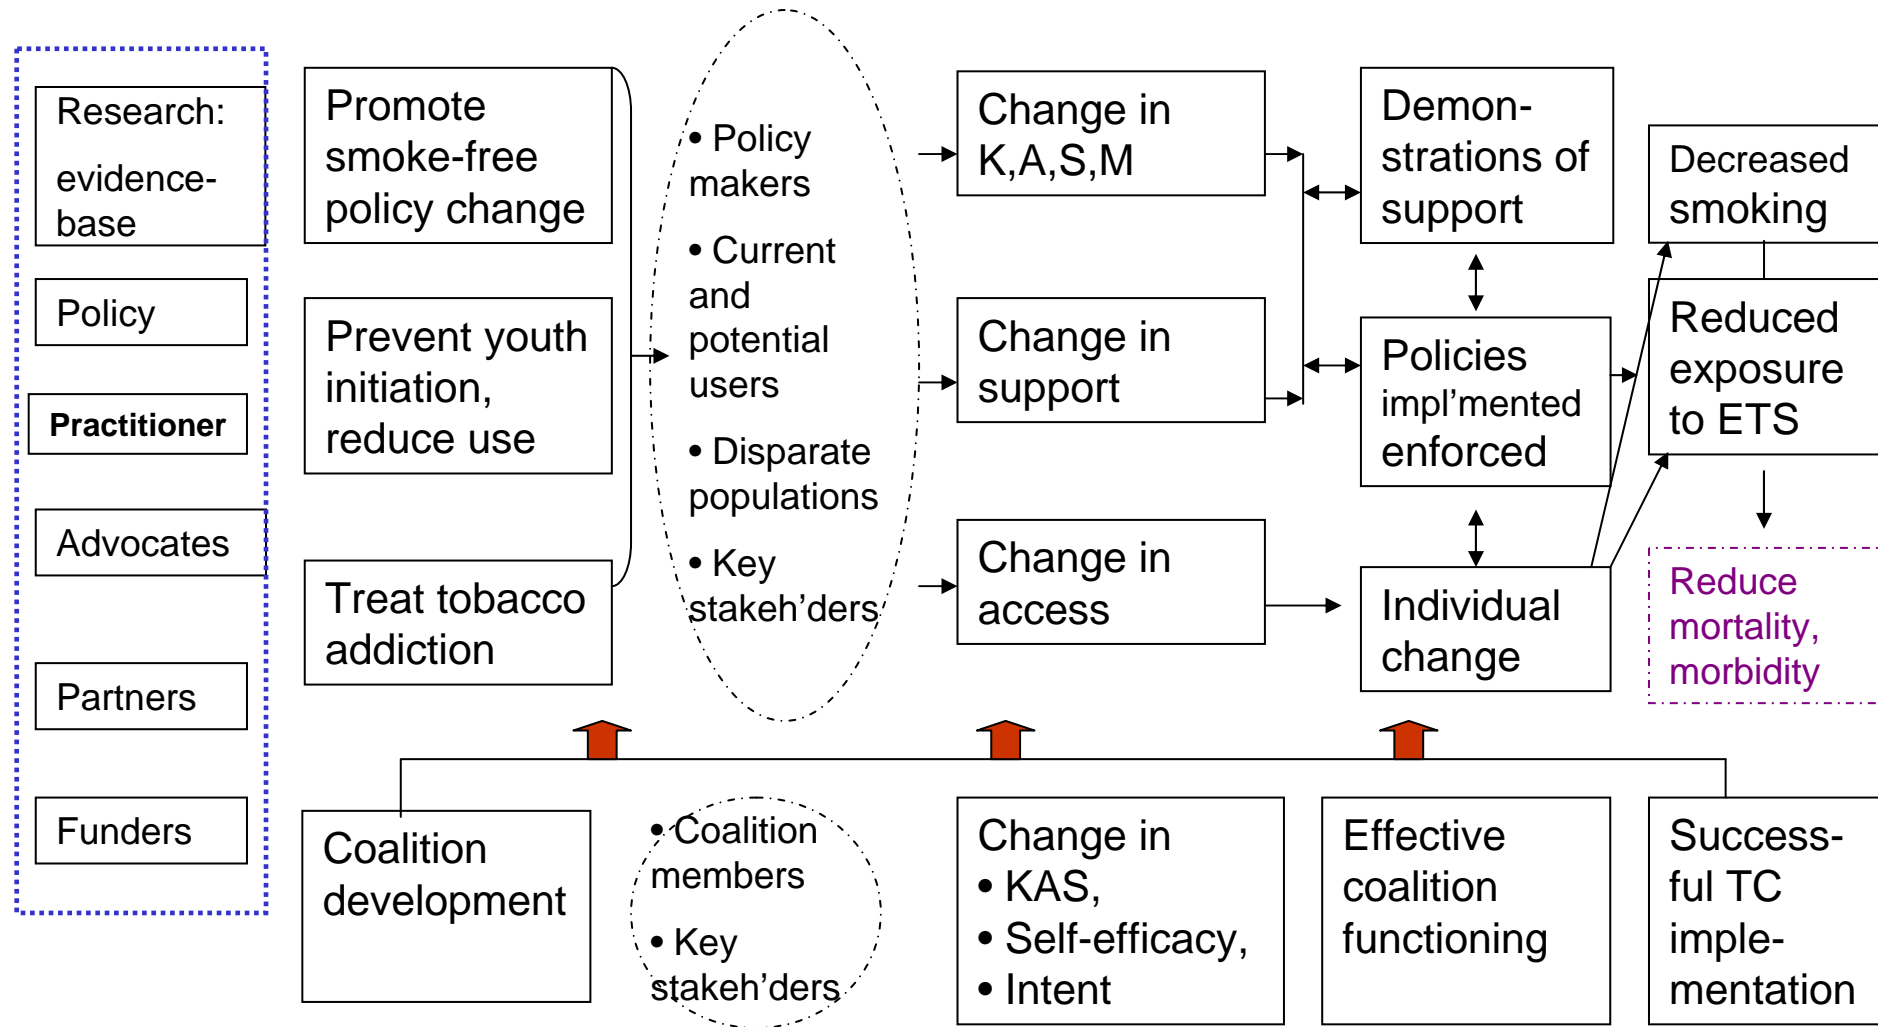 Research:
evidence-
base
Policy
Practitioner
Advocates
Partners
Funders
Promote
smoke-free
policy change
Prevent youth
initiation,
reduce use
Treat tobacco
addiction
• Policy
makers
• Current
and
potential
users
• Disparate
populations
• Key
stakeh’ders
Change in
K,A,S,M
Change in
support
Change in
access
Demon-
strations of
support
Policies
impl’mented
enforced
Individual
change
Decreased
smoking
Reduced
exposure
to ETS
Reduce
mortality,
morbidity
Coalition
development
• Coalition
members
• Key
stakeh’ders
Change in
• KAS,
• Self-efficacy,
• Intent
Effective
coalition
functioning
Success-
ful TC
imple-
mentation